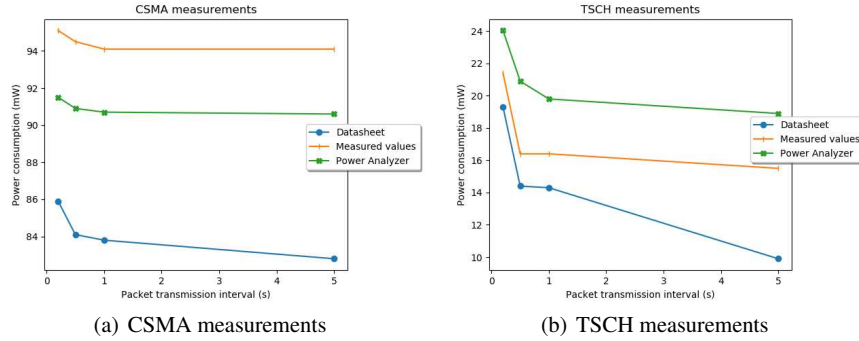 CSMA measurements
Power consumption (mW)
94
92
90
88
86
84
0 1 2 3 4 5
Packet transmission interval (s)
Datasheet
Measured values
Power Analyzer
(a) CSMA measurements
TSCH measurements
Power consumption (mW)
24
22
20
18
16
14
12
10
0 1 2 3 4 5
Packet transmission interval (s)
Datasheet
Measured values
Power Analyzer
(b) TSCH measurements